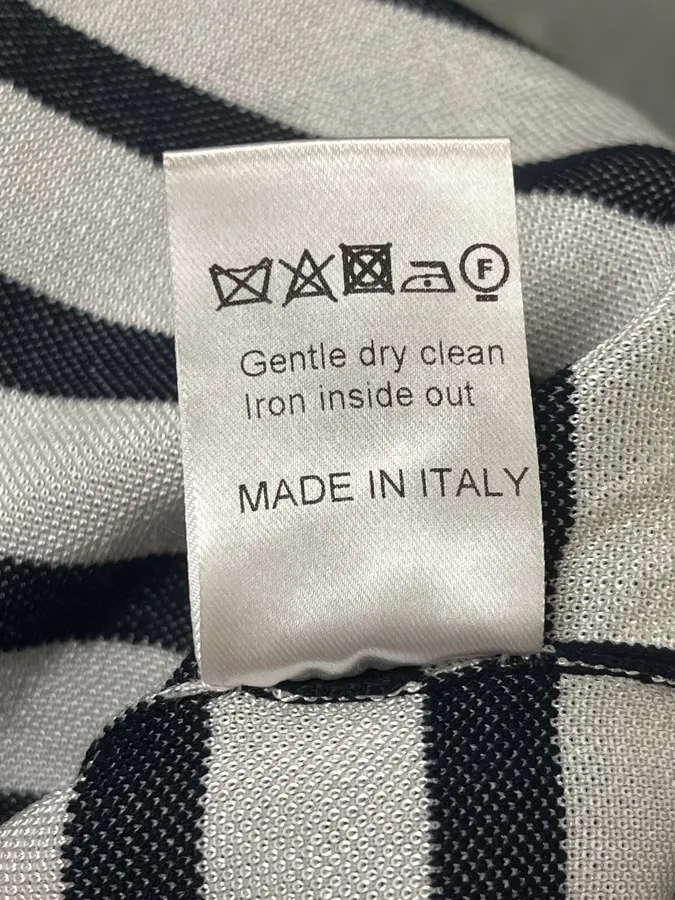 F
Gentle dry clean
Iron inside out
MADE IN ITALY